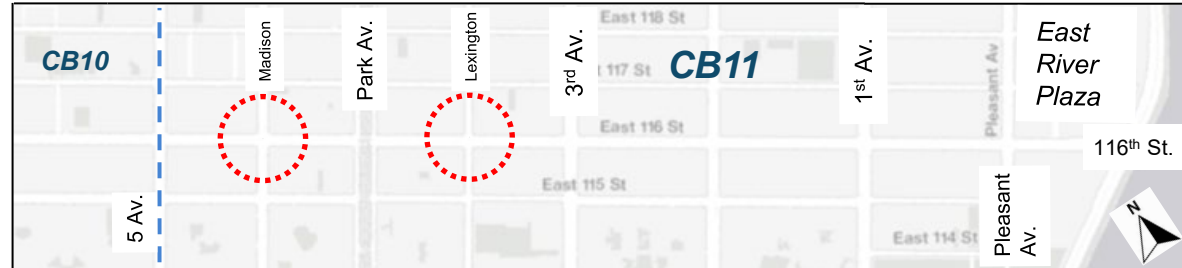 East 118 St
CB10
Madison
Park Av.
Lexington
3rd Av.
117 St
CB11
1st Av.
Pleasant Av
East
River
Plaza
East 116 St
116th St.
East 115 St
5 Av.
East 114 St
Pleasant
Av.
N